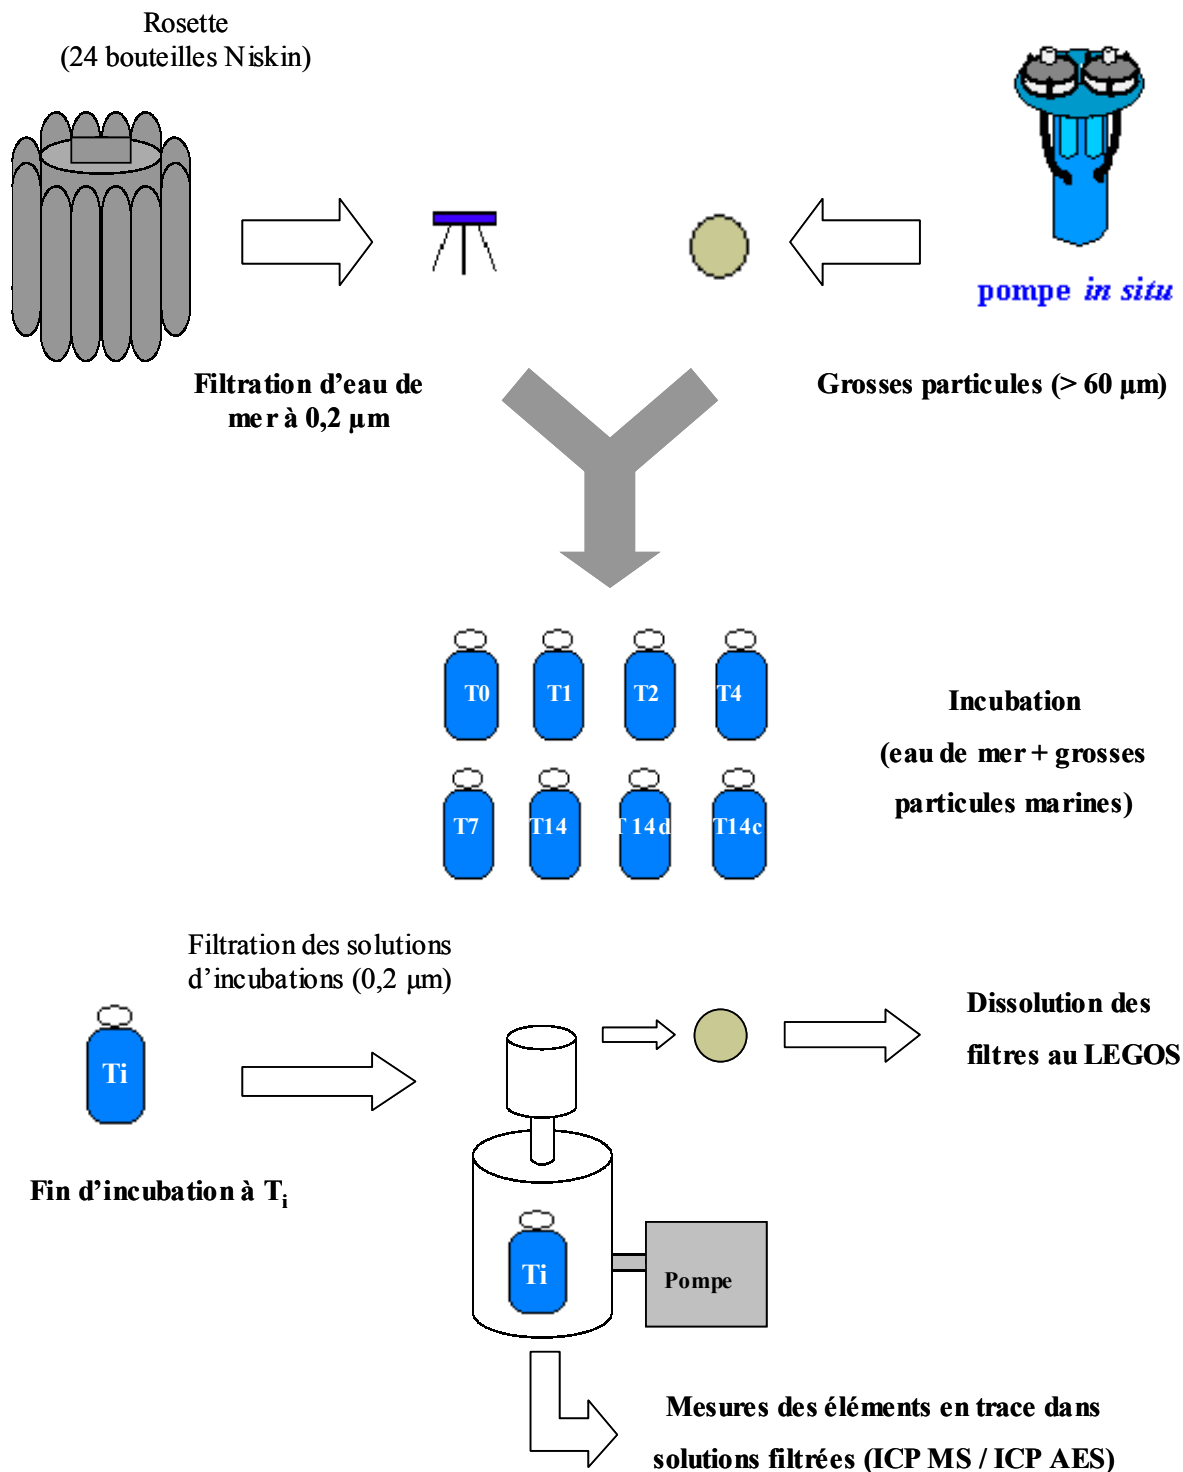 Rosette
(24 bouteilles Niskin)
pompe in situ
Filtration d’eau de
mer à 0,2 µm
Grosses particules (> 60 µm)
T0
T1
T2
T4
Incubation
(eau de mer + grosses
particules marines)
T7
T14
T 14d
T14c
Filtration des solutions
d’incubations (0,2 µm)
Dissolution des
filtres au LEGOS
Ti
Fin d’incubation à Ti
Ti
Pompe
Mesures des éléments en trace dans
solutions filtrées (ICP MS / ICP AES)